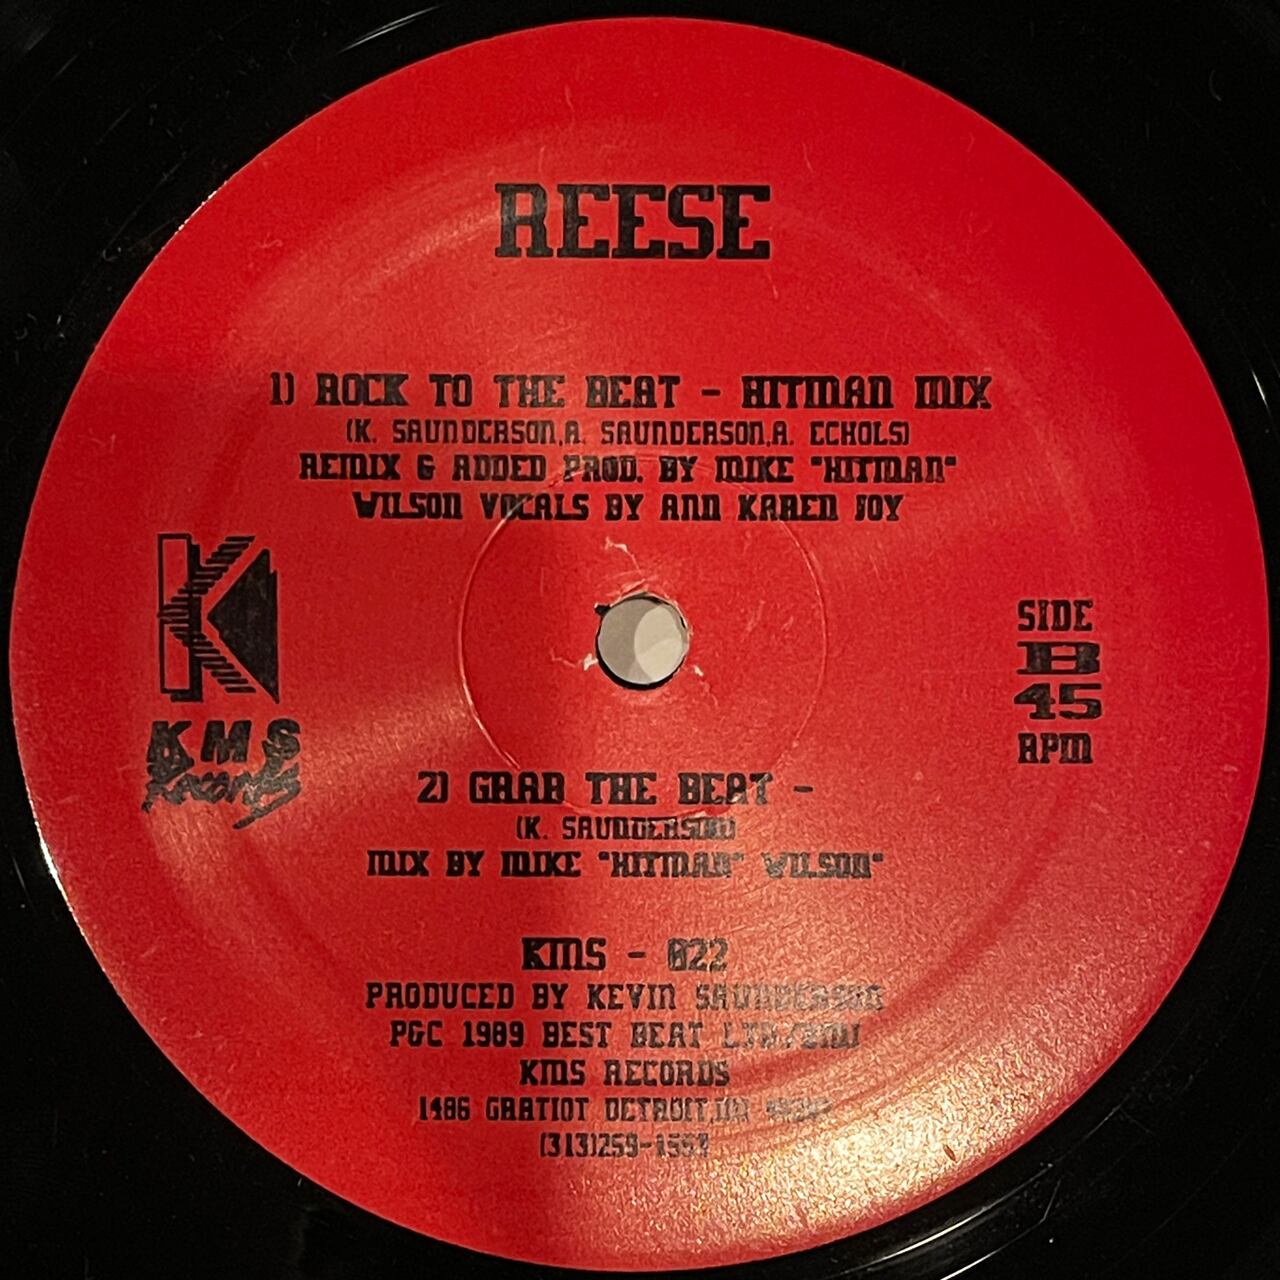 REESE
1) ROCK TO THE BEAT - HITMAN MIX
(K. SAUNDERSON,A. SAUNDERSON,A. ECHOLS)
REMIX & ADDED PROD. BY MIKE "HITMAN"
WILSON VOCALS BY ANN KAREN JOY
K
KMS
Records
SIDE
B
45
RPM
2) GRAB THE BEAT -
(K. SAUNDERSON)
MIX BY MIKE "HITMAN" WILSON"
KMS - 022
PRODUCED BY KEVIN SAUNDERSON
P&C 1989 BEST BEAT LTD./BMI
KMS RECORDS
1486 GRATIOT DETROIT,
(313)259-